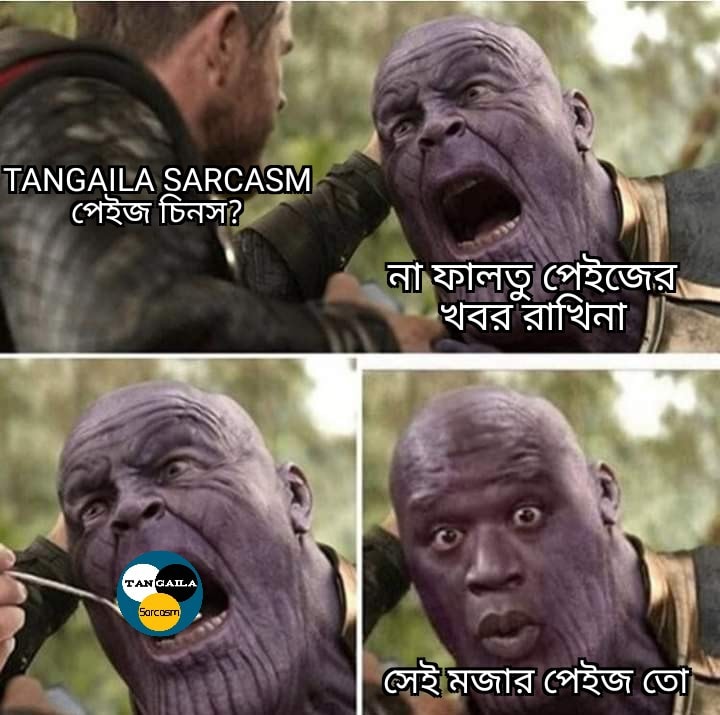 TANGAILA SARCASM
পেইজ চিনস?
না ফালতু পেইজের
খবর রাখিনা
TANGAILA
Sarcasm
সেই মজার পেইজ তো